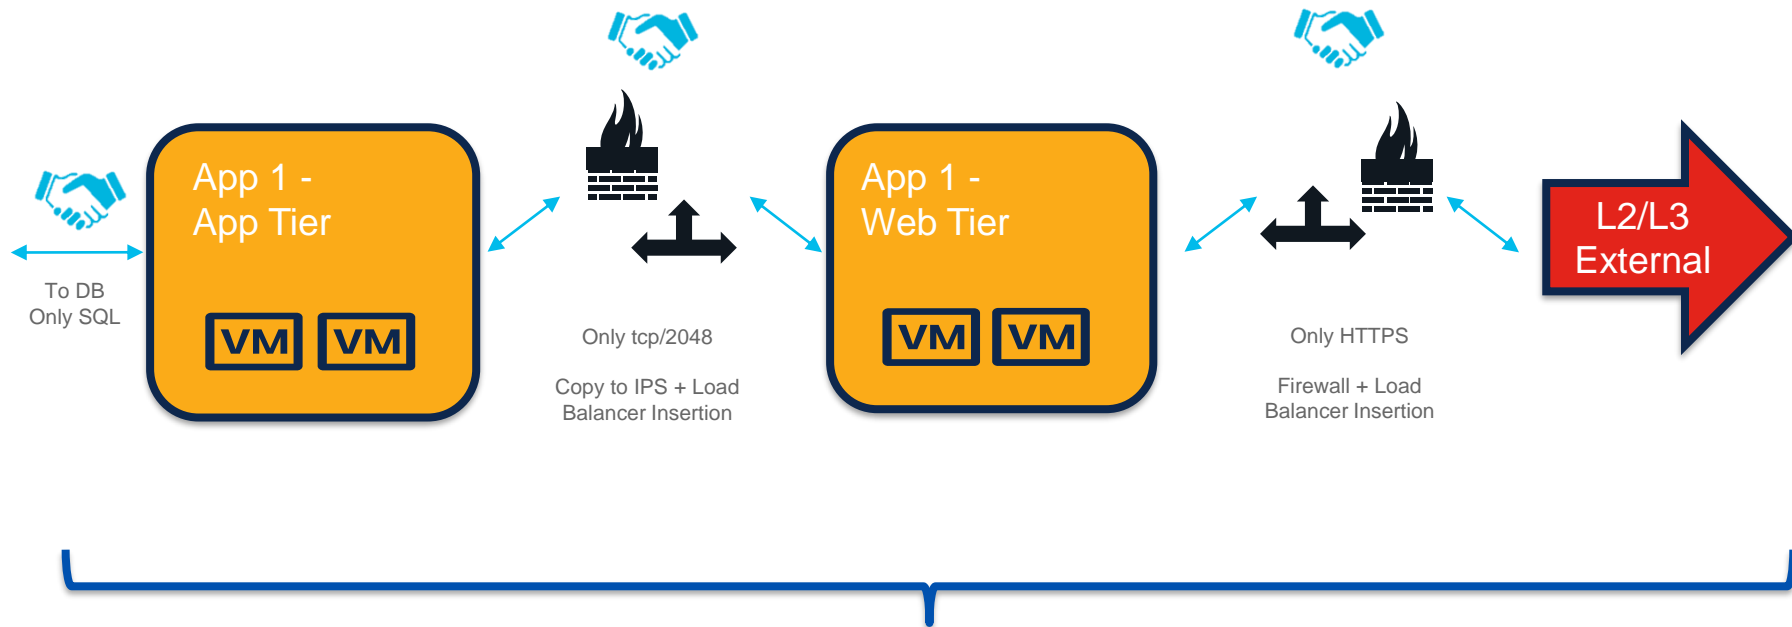 To DB
Only SQL
App 1 -
App Tier
VM
VM
Only tcp/2048
Copy to IPS + Load
Balancer Insertion
App 1 -
Web Tier
VM
VM
Only HTTPS
Firewall + Load
Balancer Insertion
L2/L3
External